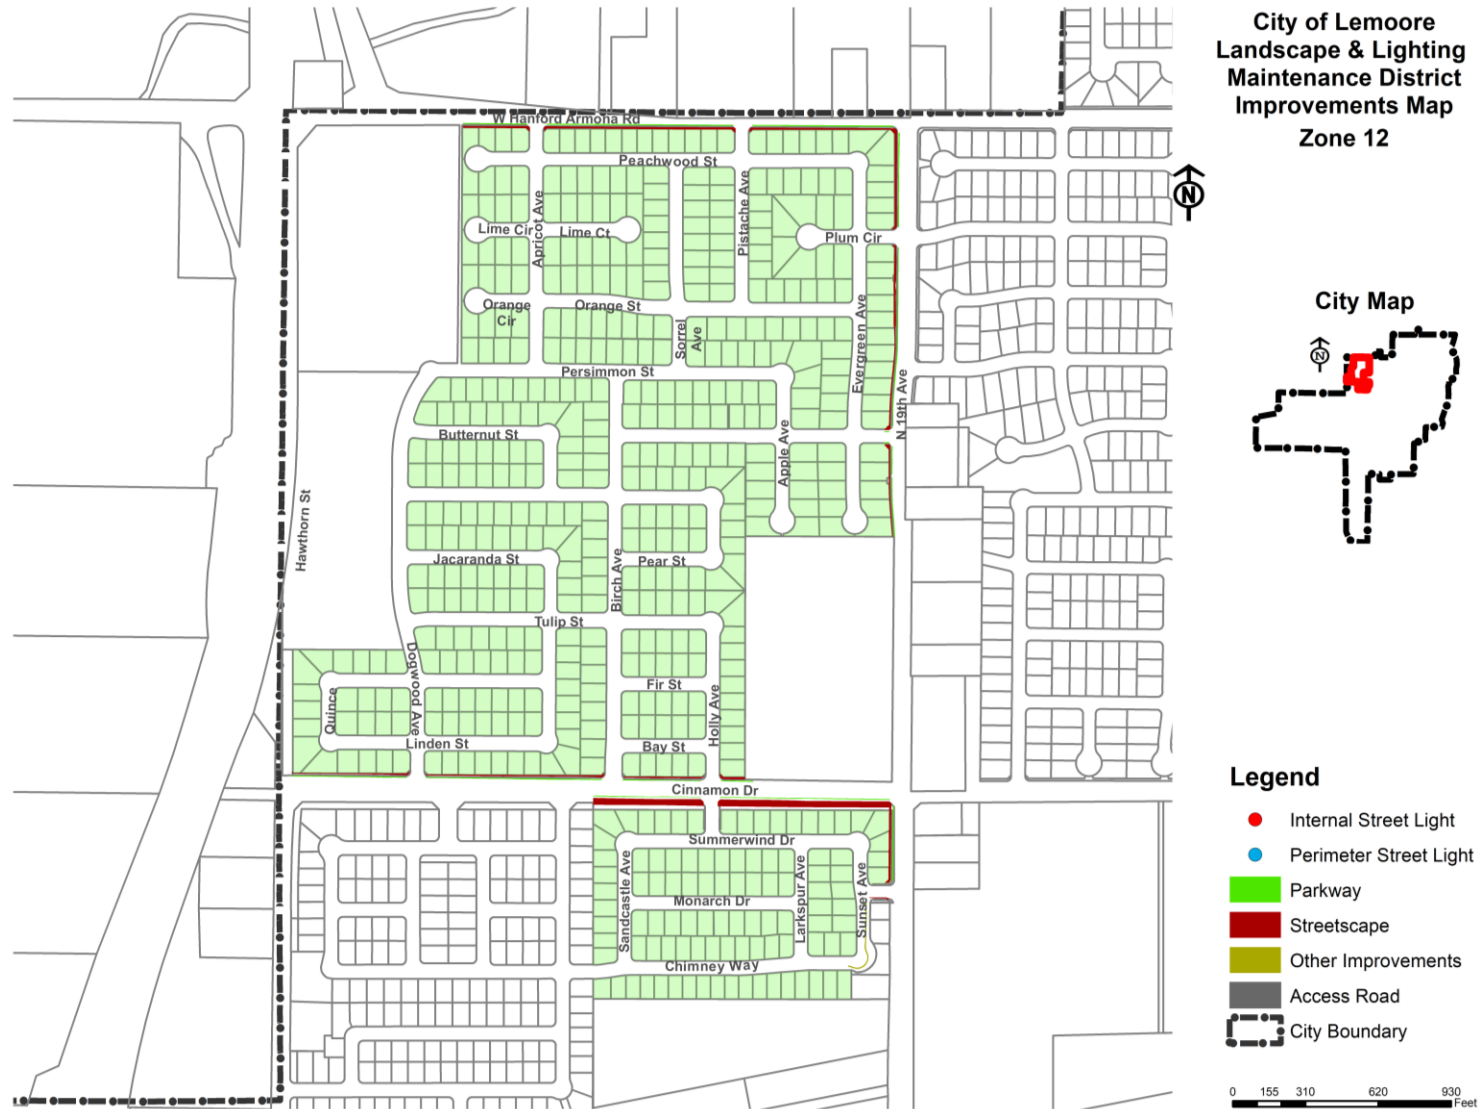 City of Lemoore
Landscape & Lighting
Maintenance District
Improvements Map
Zone 12
N
W Hanford Armona Rd
Peachwood St
Apricot Ave
Pistache Ave
Lime Cir
Lime Ct
Plum Cir
Orange
Cir
Orange St
Sorrel
Ave
Evergreen Ave
Persimmon St
N 19th Ave
Butternut St
Apple Ave
Hawthorn St
Jacaranda St
Birch Ave
Pear St
Tulip St
Dogwood Ave
Quince
Fir St
Holly Ave
Linden St
Bay St
Cinnamon Dr
Summerwind Dr
Sandcastle Ave
Larkspur Ave
Sunset Ave
Monarch Dr
Chimney Way
City Map
N
Legend
Internal Street Light
Perimeter Street Light
Parkway
Streetscape
Other Improvements
Access Road
City Boundary
0 155 310 620 930
Feet